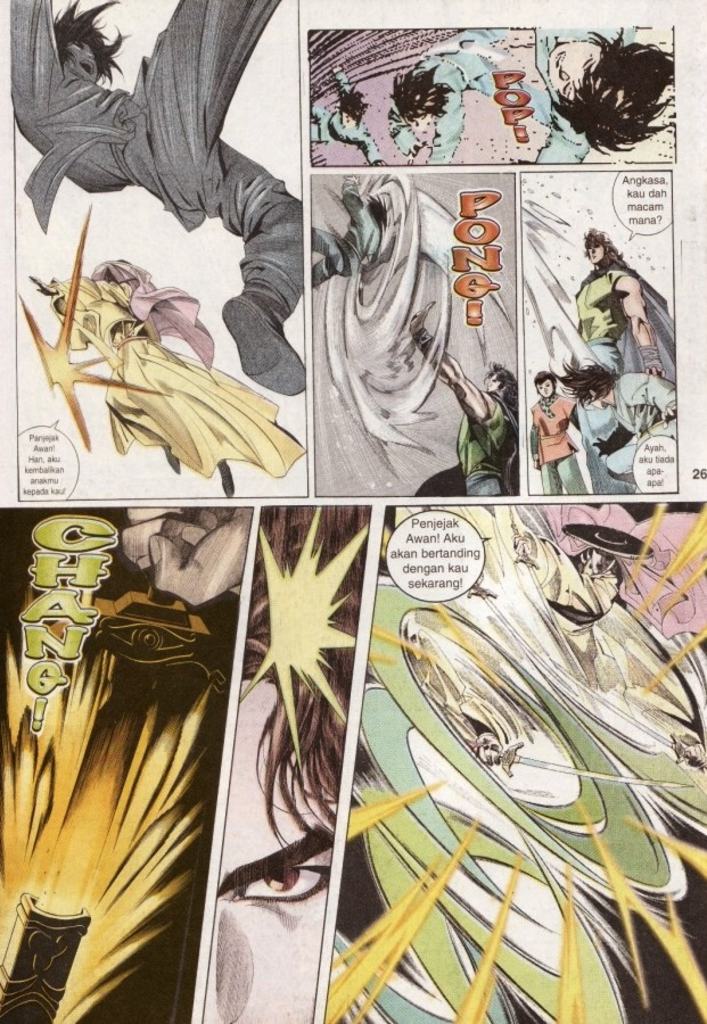 POP!
Angkasa,
kau dah
macam
mana?
PONG!
Ayah,
aku tiada
apa-
apa!
Panjejak
Awan!
Han, aku
kembalikan
anakmu
kepada kau!
26
CHANG!
Penjejak
Awan! Aku
akan bertanding
dengan kau
sekarang!